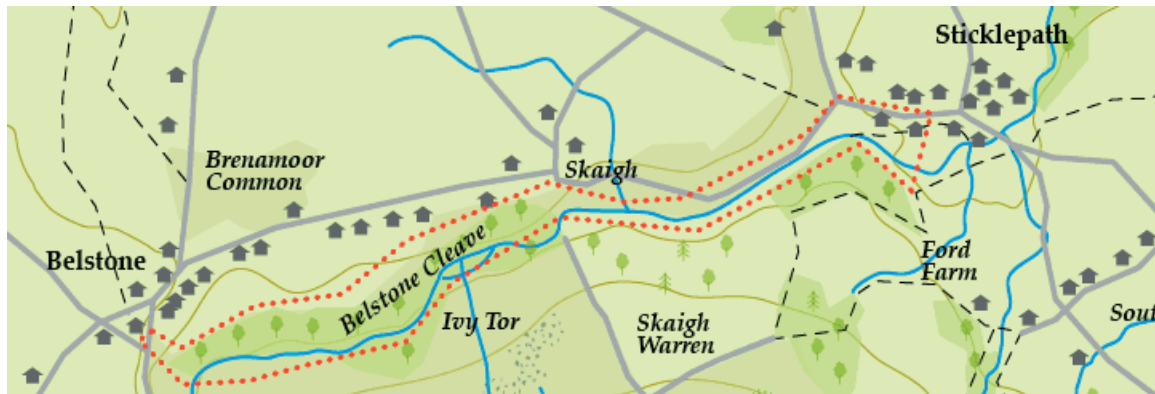 Sticklepath
Brenamoor
Common
Skaigh
Belstone
Belstone Cleave
Ford
Farm
Ivy Tor
Skaigh
Warren
Sout